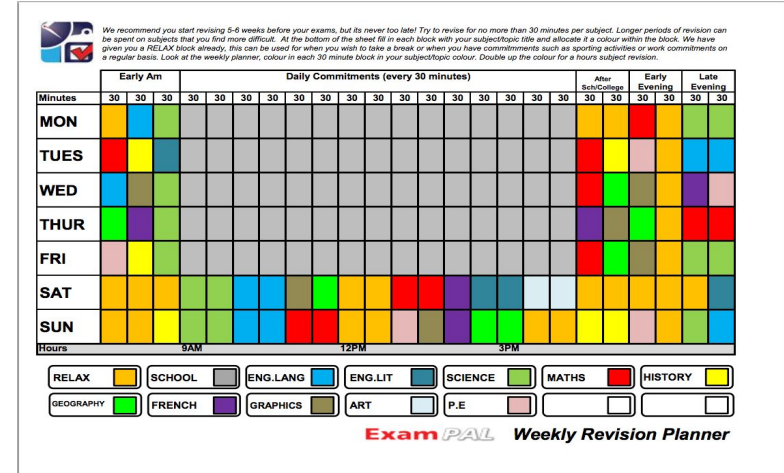 We recommend you start revising 5-6 weeks before your exams, but its never too late! Try to revise for no more than 30 minutes per subject. Longer periods of revision can
be spent on subjects that you find more difficult. At the bottom of the sheet fill in each block with your subject/topic title and allocate it a colour within the block. We have
given you a RELAX block already, this can be used for when you wish to take a break or when you have commitmments such as sporting activities or work commitments on
a regular basis. Look at the weekly planner, colour in each 30 minute block in your subject/topic colour. Double up the colour for a hours subject revision.
Early Am Daily Commitments (every 30 minutes) After Sch/College Early Evening Late Evening
Minutes 30 30 30 30 30 30 30 30 30 30 30 30 30 30 30 30 30 30 30 30 30 30 30 30
MON
TUES
WED
THUR
FRI
SAT
SUN
Hours 9AM 12PM 3PM
RELAX SCHOOL ENG.LANG ENG.LIT SCIENCE MATHS HISTORY
GEOGRAPHY FRENCH GRAPHICS ART P.E
Exam PAL Weekly Revision Planner